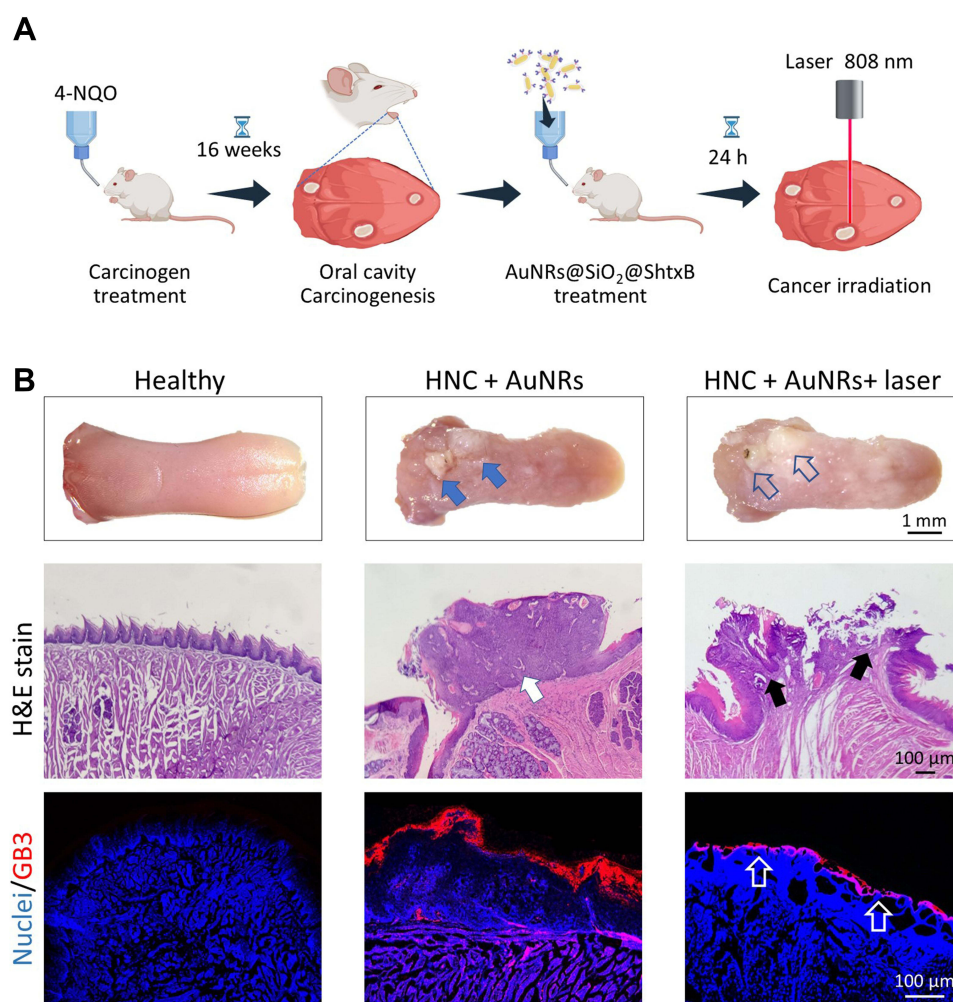 A
4-NQO
16 weeks
24 h
Laser 808 nm
Carcinogen
treatment
Oral cavity
Carcinogenesis
AuNRs@SiO₂@ShtxB
treatment
Cancer irradiation
B
Healthy
HNC + AuNRs
HNC + AuNRs+ laser
1 mm
H&E stain
100 µm
Nuclei/GB3
100 µm